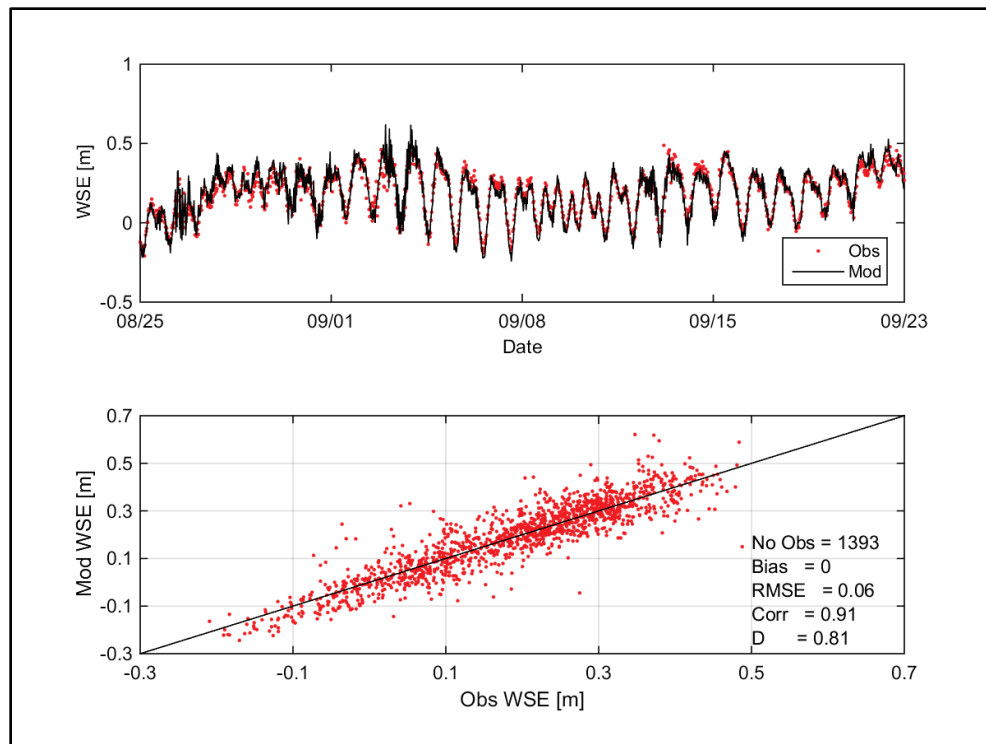 1
0.5
0
-0.5
WSE [m]
08/25 09/01 09/08 09/15 09/23
Date
Obs
Mod
0.7
0.5
0.3
0.1
-0.1
-0.3
Mod WSE [m]
No Obs = 1393
Bias = 0
RMSE = 0.06
Corr = 0.91
D = 0.81
-0.3 -0.1 0.1 0.3 0.5 0.7
Obs WSE [m]